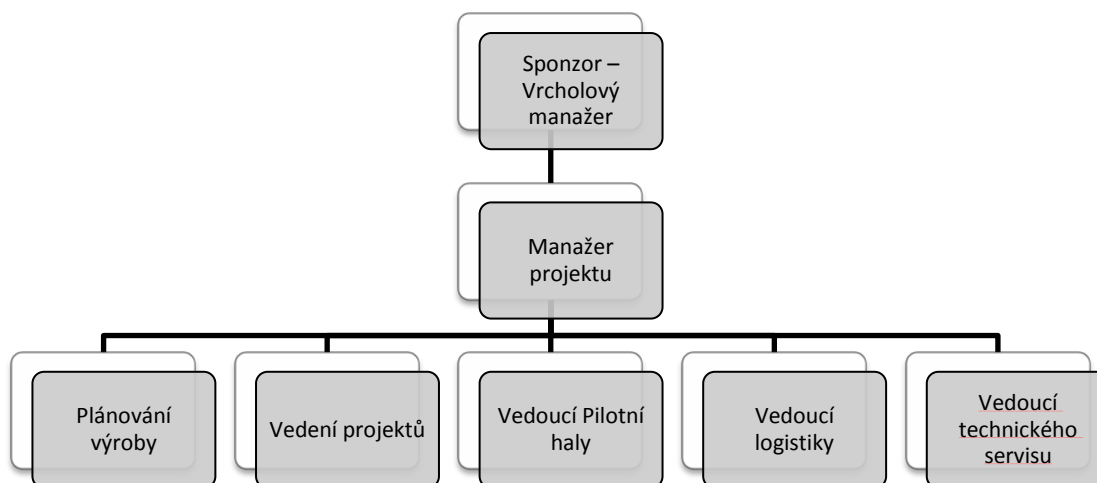 Sponzor –
Vrcholový
manažer
Manažer
projektu
Plánování
výroby
Vedení projektů
Vedoucí Pilotní
haly
Vedoucí
logistiky
Vedoucí
technického
servisu